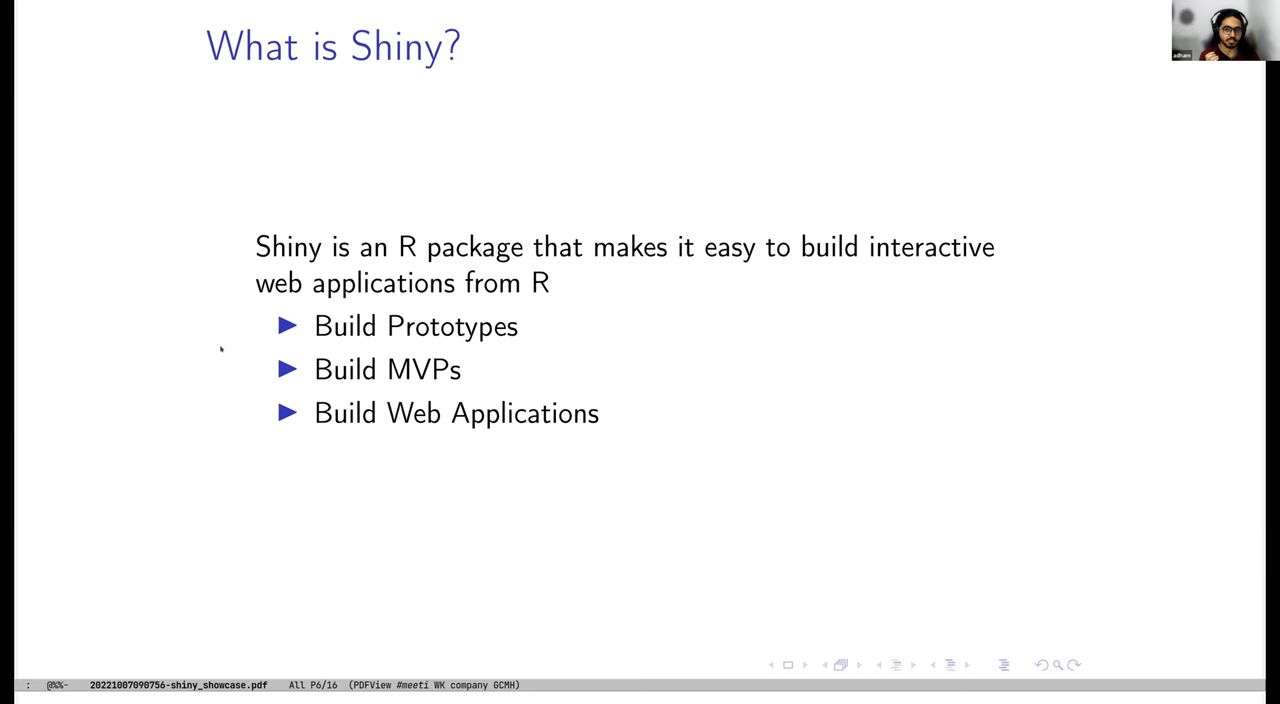 What is Shiny?
adham
Shiny is an R package that makes it easy to build interactive
web applications from R
Build Prototypes
Build MVPs
Build Web Applications
: @%%- 20221007090756-shiny_showcase.pdf All P6/16 (PDFView #meeti WK company GCMH)